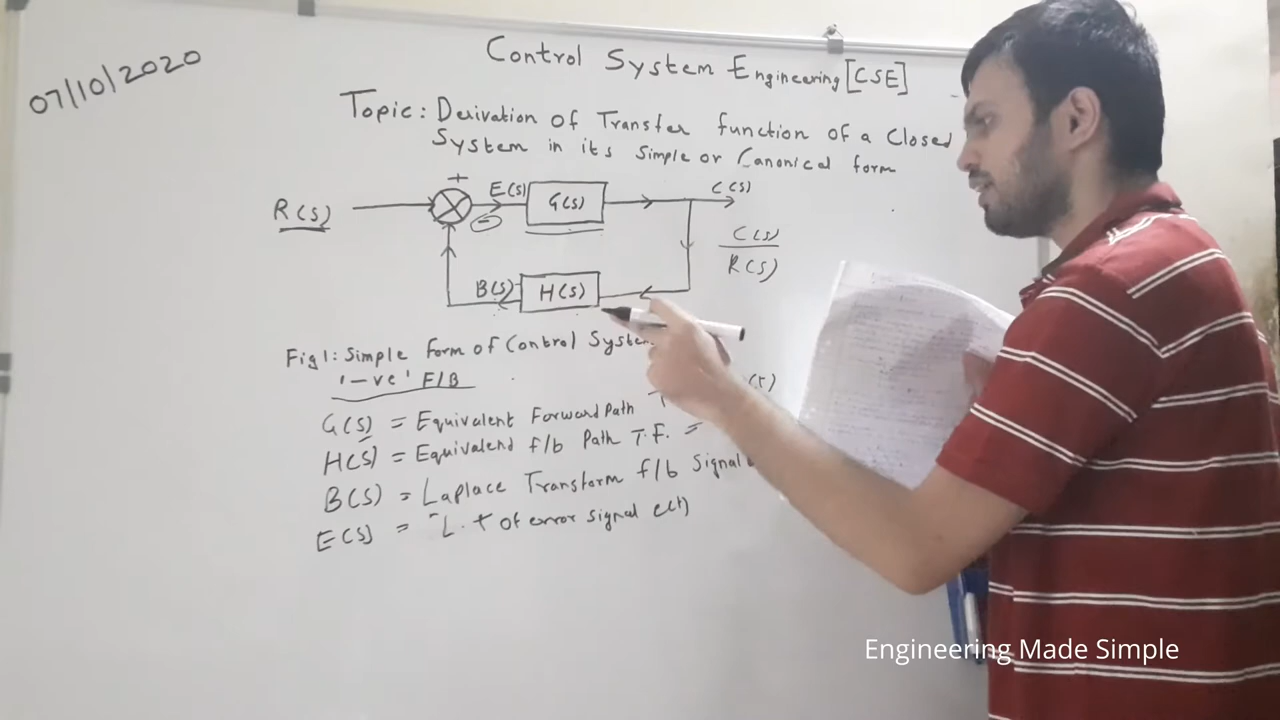 07/10/2020
Control System Engineering [CSE]
Topic: Derivation of Transfer function of a Closed
System in its Simple or Canonical form
R(S)
+
E(S)
-
G(S)
C(S)
C(S)
R(S)
B(S)
H(S)
Fig1: Simple form of Control System
'-ve' F/B
G(S) = Equivalent Forward Path T
H(S) = Equivalend f/b Path T.F. =
B(S) = Laplace Transform f/b Signal
E(S) = L.T of error signal e(t)
Engineering Made Simple